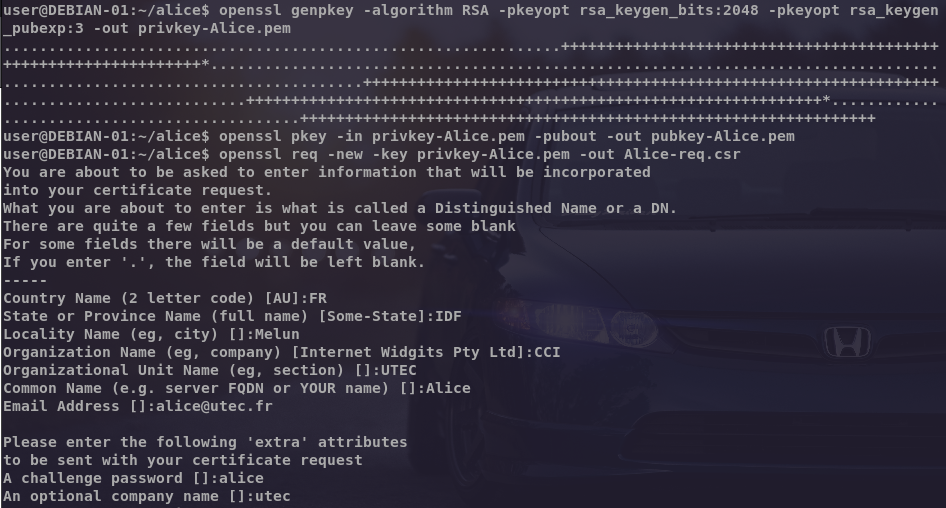 user@DEBIAN-01:~/alice$ openssl genpkey -algorithm RSA -pkeyopt rsa_keygen_bits:2048 -pkeyopt rsa_keygen
_pubexp:3 -out privkey-Alice.pem
..............................................................++++++++++++++++++++++++++++++++++++++++++
++++++++++++++++++++++*.................................................................................
........................................++++++++++++++++++++++++++++++++++++++++++++++++++++++++++++++++
...........................++++++++++++++++++++++++++++++++++++++++++++++++++++++++++++++++*............
.................................++++++++++++++++++++++++++++++++++++++++++++++++++++++++++++++++
user@DEBIAN-01:~/alice$ openssl pkey -in privkey-Alice.pem -pubout -out pubkey-Alice.pem
user@DEBIAN-01:~/alice$ openssl req -new -key privkey-Alice.pem -out Alice-req.csr
You are about to be asked to enter information that will be incorporated
into your certificate request.
What you are about to enter is what is called a Distinguished Name or a DN.
There are quite a few fields but you can leave some blank
For some fields there will be a default value,
If you enter '.', the field will be left blank.
-----
Country Name (2 letter code) [AU]:FR
State or Province Name (full name) [Some-State]:IDF
Locality Name (eg, city) []:Melun
Organization Name (eg, company) [Internet Widgits Pty Ltd]:CCI
Organizational Unit Name (eg, section) []:UTEC
Common Name (e.g. server FQDN or YOUR name) []:Alice
Email Address []:alice@utec.fr

Please enter the following 'extra' attributes
to be sent with your certificate request
A challenge password []:alice
An optional company name []:utec